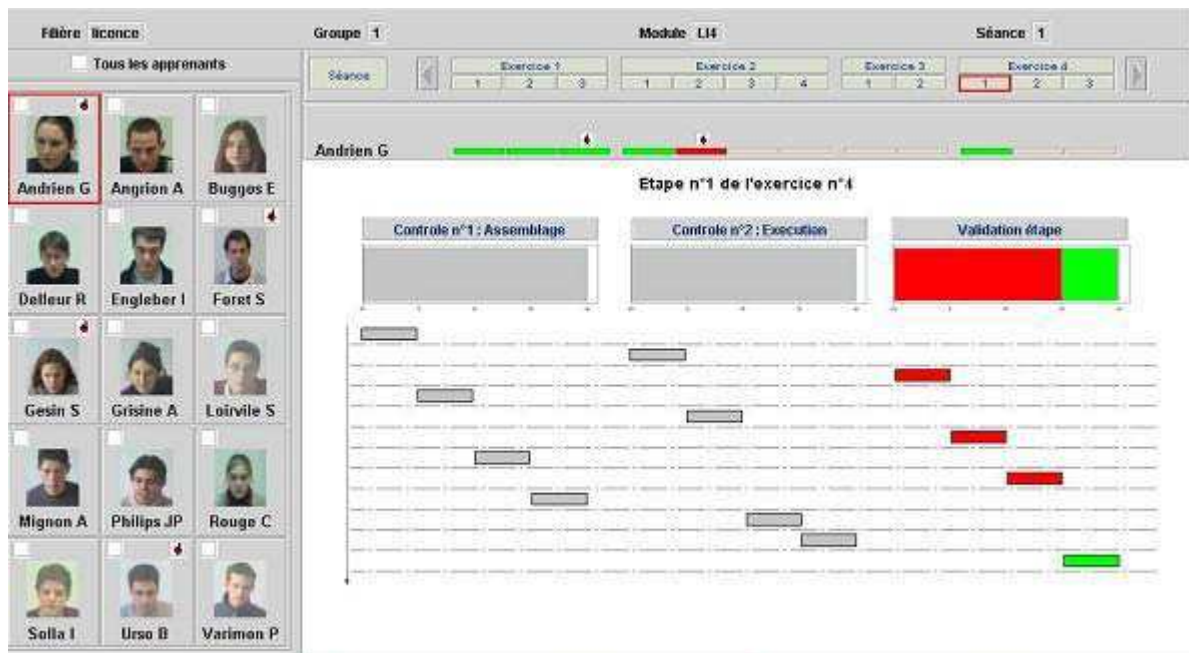 Filière licence Groupe 1 Module LI4 Séance 1
Tous les apprenants
Séance Exercice 1 Exercice 2 Exercice 3 Exercice 4
1 2 3 1 2 3 4 1 2 1 2 3
Andrien G
Etape n°1 de l'exercice n°4
Controle n°1 : Assemblage Controle n°2 : Execution Validation étape
Andrien G Angrion A Buggos E
Delleur R Engleber I Foret S
Gesin S Grisine A Loirvile S
Mignon A Philips JP Rouge C
Solla I Urso B Varimon P